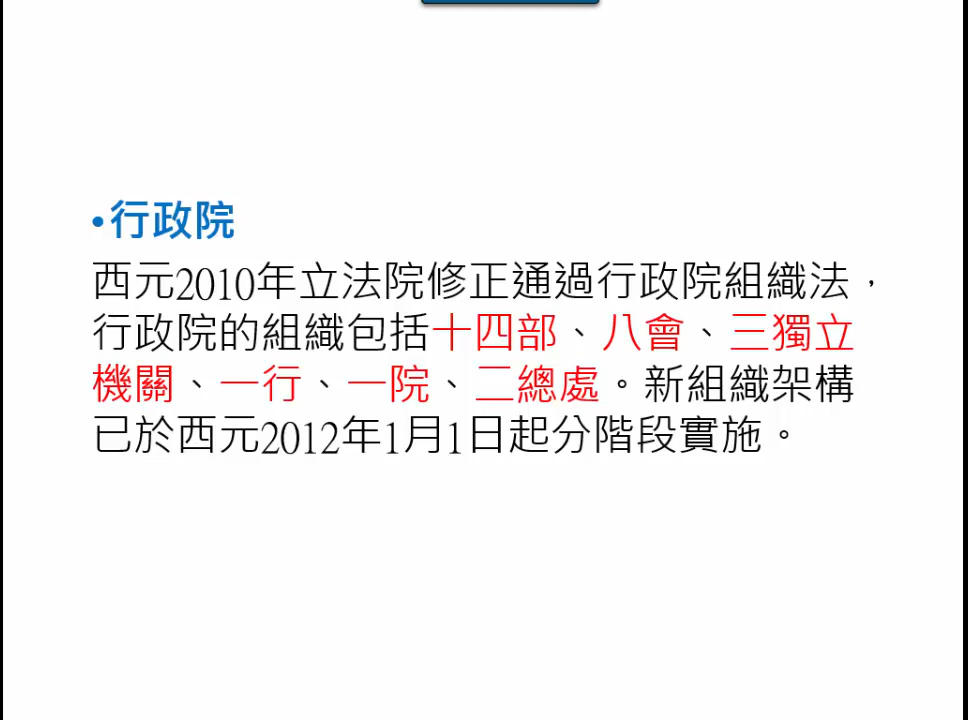 •行政院
西元2010年立法院修正通過行政院組織法，
行政院的組織包括十四部、八會、三獨立
機關、一行、一院、二總處。新組織架構
已於西元2012年1月1日起分階段實施。